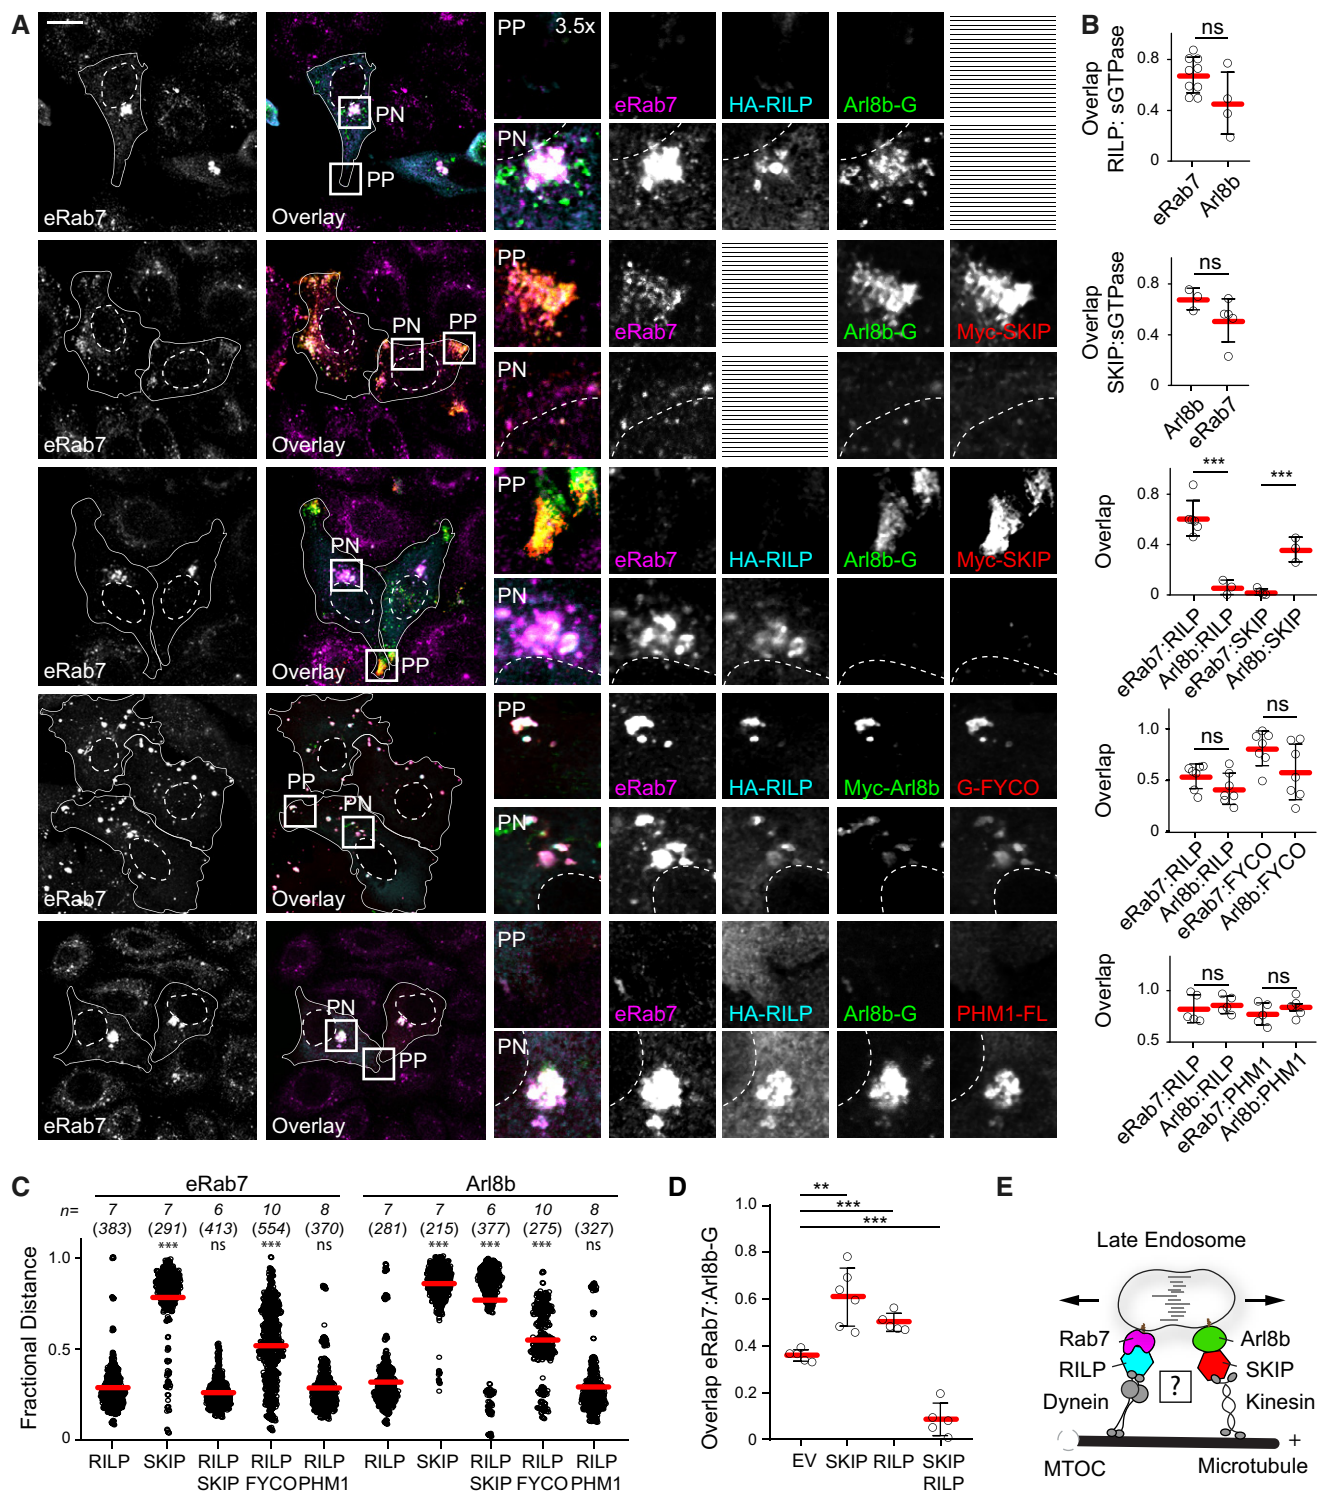 A
B
PP
3.5x
eRab7
HA-RILP
Arl8b-G
PN
PN
PP
eRab7
Overlay
PP
eRab7
Arl8b-G
Myc-SKIP
PN
PN
PP
eRab7
Overlay
PP
eRab7
HA-RILP
Arl8b-G
Myc-SKIP
PN
PN
PP
eRab7
Overlay
PP
eRab7
HA-RILP
Myc-Arl8b
G-FYCO
PN
PP
PN
eRab7
Overlay
PP
eRab7
HA-RILP
Arl8b-G
PHM1-FL
PN
PN
PP
eRab7
Overlay
ns
Overlap
RILP: sGTPase
0.8
0.4
0
eRab7
Arl8b
ns
Overlap
SKIP:sGTPase
0.8
0.4
0
Arl8b
eRab7
***
***
Overlap
0.8
0.4
0
eRab7:RILP
Arl8b:RILP
eRab7:SKIP
Arl8b:SKIP
ns
ns
Overlap
1.0
0.5
0
eRab7:RILP
Arl8b:RILP
eRab7:FYCO
Arl8b:FYCO
ns
ns
Overlap
1.0
0.5
0
eRab7:RILP
Arl8b:RILP
eRab7:PHM1
Arl8b:PHM1
C
eRab7
Arl8b
n= 7 7 6 10 8 7 7 6 10 8
(383) (291) (413) (554) (370) (281) (215) (377) (275) (327)
*** ns *** ns *** *** *** ns
Fractional Distance
1.0
0.5
0
RILP SKIP RILP RILP RILP RILP SKIP RILP RILP RILP
SKIP FYCO PHM1 SKIP FYCO PHM1
D
**
***
***
Overlap eRab7:Arl8b-G
1.0
0.8
0.6
0.4
0.2
0
EV SKIP RILP SKIP
RILP
E
Late Endosome
Rab7
Arl8b
RILP
SKIP
Dynein
?
Kinesin
+
MTOC
Microtubule